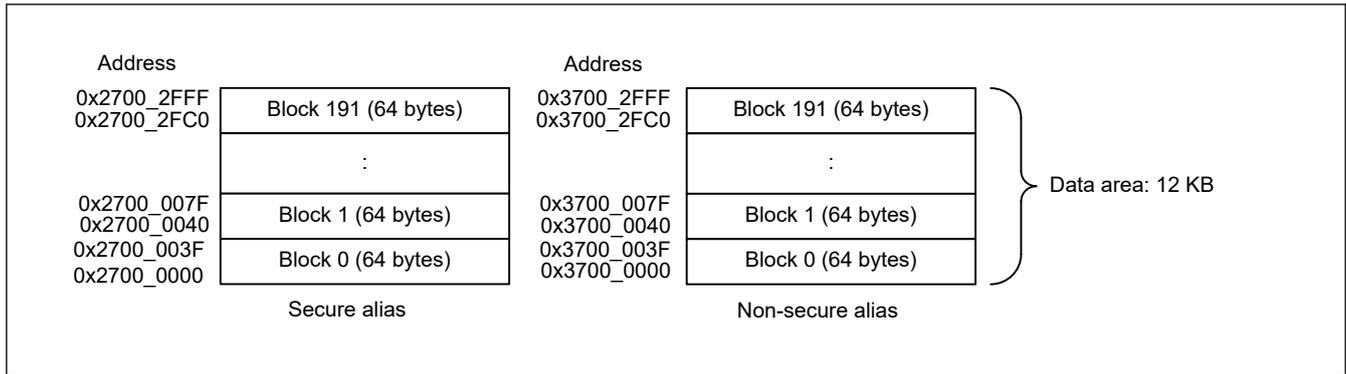 Address Address
0x2700_2FFF Block 191 (64 bytes) 0x3700_2FFF Block 191 (64 bytes)
0x2700_2FC0 0x3700_2FC0
: :
Data area: 12 KB
0x2700_007F Block 1 (64 bytes) 0x3700_007F Block 1 (64 bytes)
0x2700_0040 0x3700_0040
0x2700_003F Block 0 (64 bytes) 0x3700_003F Block 0 (64 bytes)
0x2700_0000 0x3700_0000
Secure alias Non-secure alias